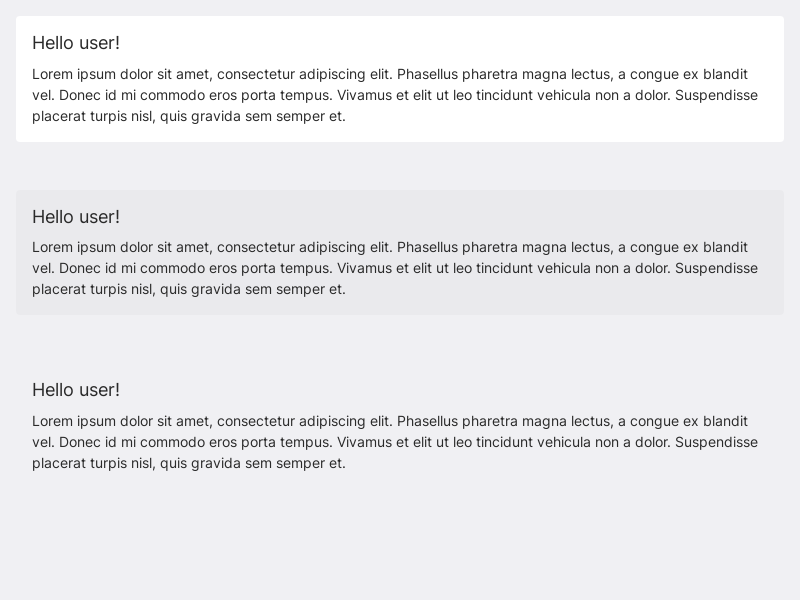 Hello user!
Lorem ipsum dolor sit amet, consectetur adipiscing elit. Phasellus pharetra magna lectus, a congue ex blandit
vel. Donec id mi commodo eros porta tempus. Vivamus et elit ut leo tincidunt vehicula non a dolor. Suspendisse
placerat turpis nisl, quis gravida sem semper et.
Hello user!
Lorem ipsum dolor sit amet, consectetur adipiscing elit. Phasellus pharetra magna lectus, a congue ex blandit
vel. Donec id mi commodo eros porta tempus. Vivamus et elit ut leo tincidunt vehicula non a dolor. Suspendisse
placerat turpis nisl, quis gravida sem semper et.
Hello user!
Lorem ipsum dolor sit amet, consectetur adipiscing elit. Phasellus pharetra magna lectus, a congue ex blandit
vel. Donec id mi commodo eros porta tempus. Vivamus et elit ut leo tincidunt vehicula non a dolor. Suspendisse
placerat turpis nisl, quis gravida sem semper et.